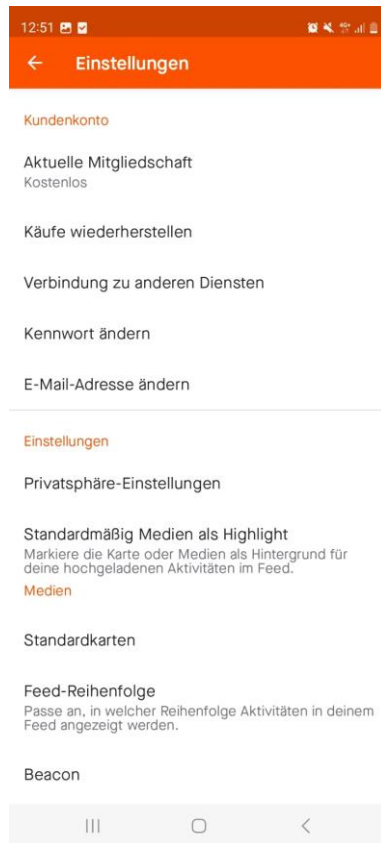 12:51
Einstellungen
Kundenkonto
Aktuelle Mitgliedschaft
Kostenlos
Käufe wiederherstellen
Verbindung zu anderen Diensten
Kennwort ändern
E-Mail-Adresse ändern
Einstellungen
Privatsphäre-Einstellungen
Standardmäßig Medien als Highlight
Markiere die Karte oder Medien als Hintergrund für
deine hochgeladenen Aktivitäten im Feed.
Medien
Standardkarten
Feed-Reihenfolge
Passe an, in welcher Reihenfolge Aktivitäten in deinem
Feed angezeigt werden.
Beacon